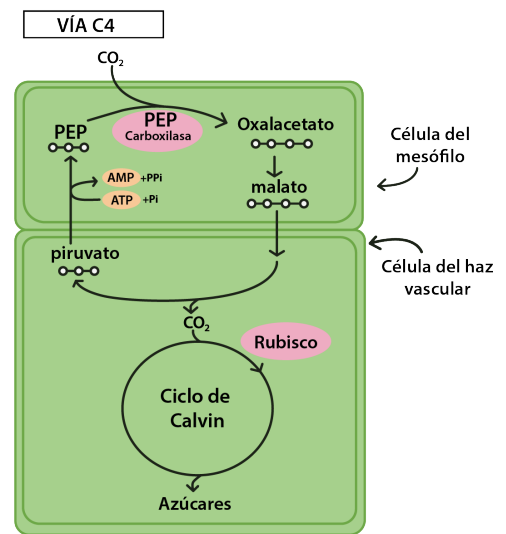 VÍA C4
CO₂
PEP
Carboxilasa
PEP
Oxalacetato
Célula del
mesófilo
AMP +PPi
ATP +Pi
malato
piruvato
Célula del haz
vascular
CO₂
Rubisco
Ciclo de
Calvin
Azúcares